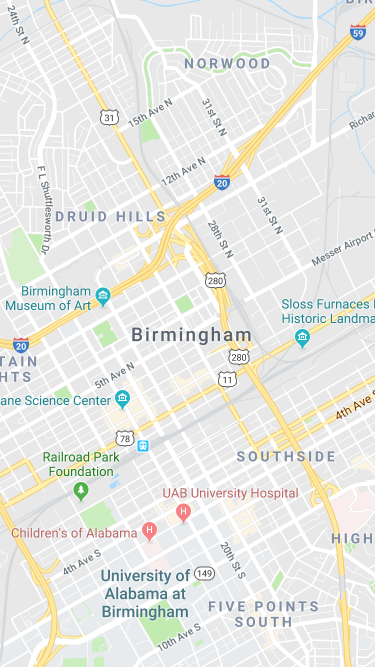 24th St N
59
NORWOOD
31
15th Ave N
31st St N
F L Shuttlesworth Dr
12th Ave N
20
DRUID HILLS
28th St N
31st St N
Messer Airport
280
Birmingham
Museum of Art
Sloss Furnaces
Historic Landma
20
Birmingham
280
TAIN
HTS
5th Ave N
11
ane Science Center
4th Ave S
78
Railroad Park
Foundation
SOUTHSIDE
UAB University Hospital
H
Children's of Alabama
H
HIGH
4th Ave S
20th St S
University of
Alabama at
Birmingham
149
FIVE POINTS
SOUTH
10th Ave S